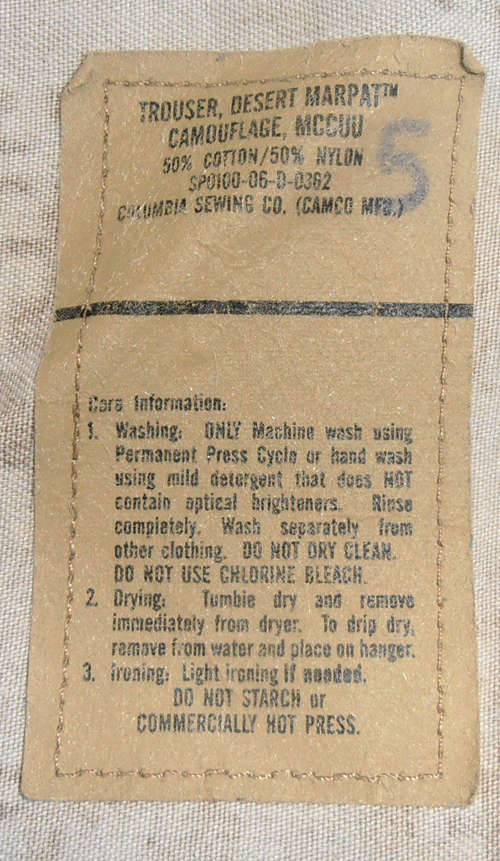 TROUSER, DESERT MARPAT™
CAMOUFLAGE, MCCUU
50% COTTON/50% NYLON
SPO100-06-D-0362
COLUMBIA SEWING CO. (CAMCO MFG.)
5
Care Information:
1. Washing: ONLY Machine wash using
Permanent Press Cycle or hand wash
using mild detergent that does NOT
contain optical brighteners. Rinse
completely. Wash separately from
other clothing. DO NOT DRY CLEAN.
DO NOT USE CHLORINE BLEACH.
2. Drying: Tumble dry and remove
immediately from dryer. To drip dry,
remove from water and place on hanger.
3. Ironing: Light ironing if needed.
DO NOT STARCH or
COMMERCIALLY HOT PRESS.